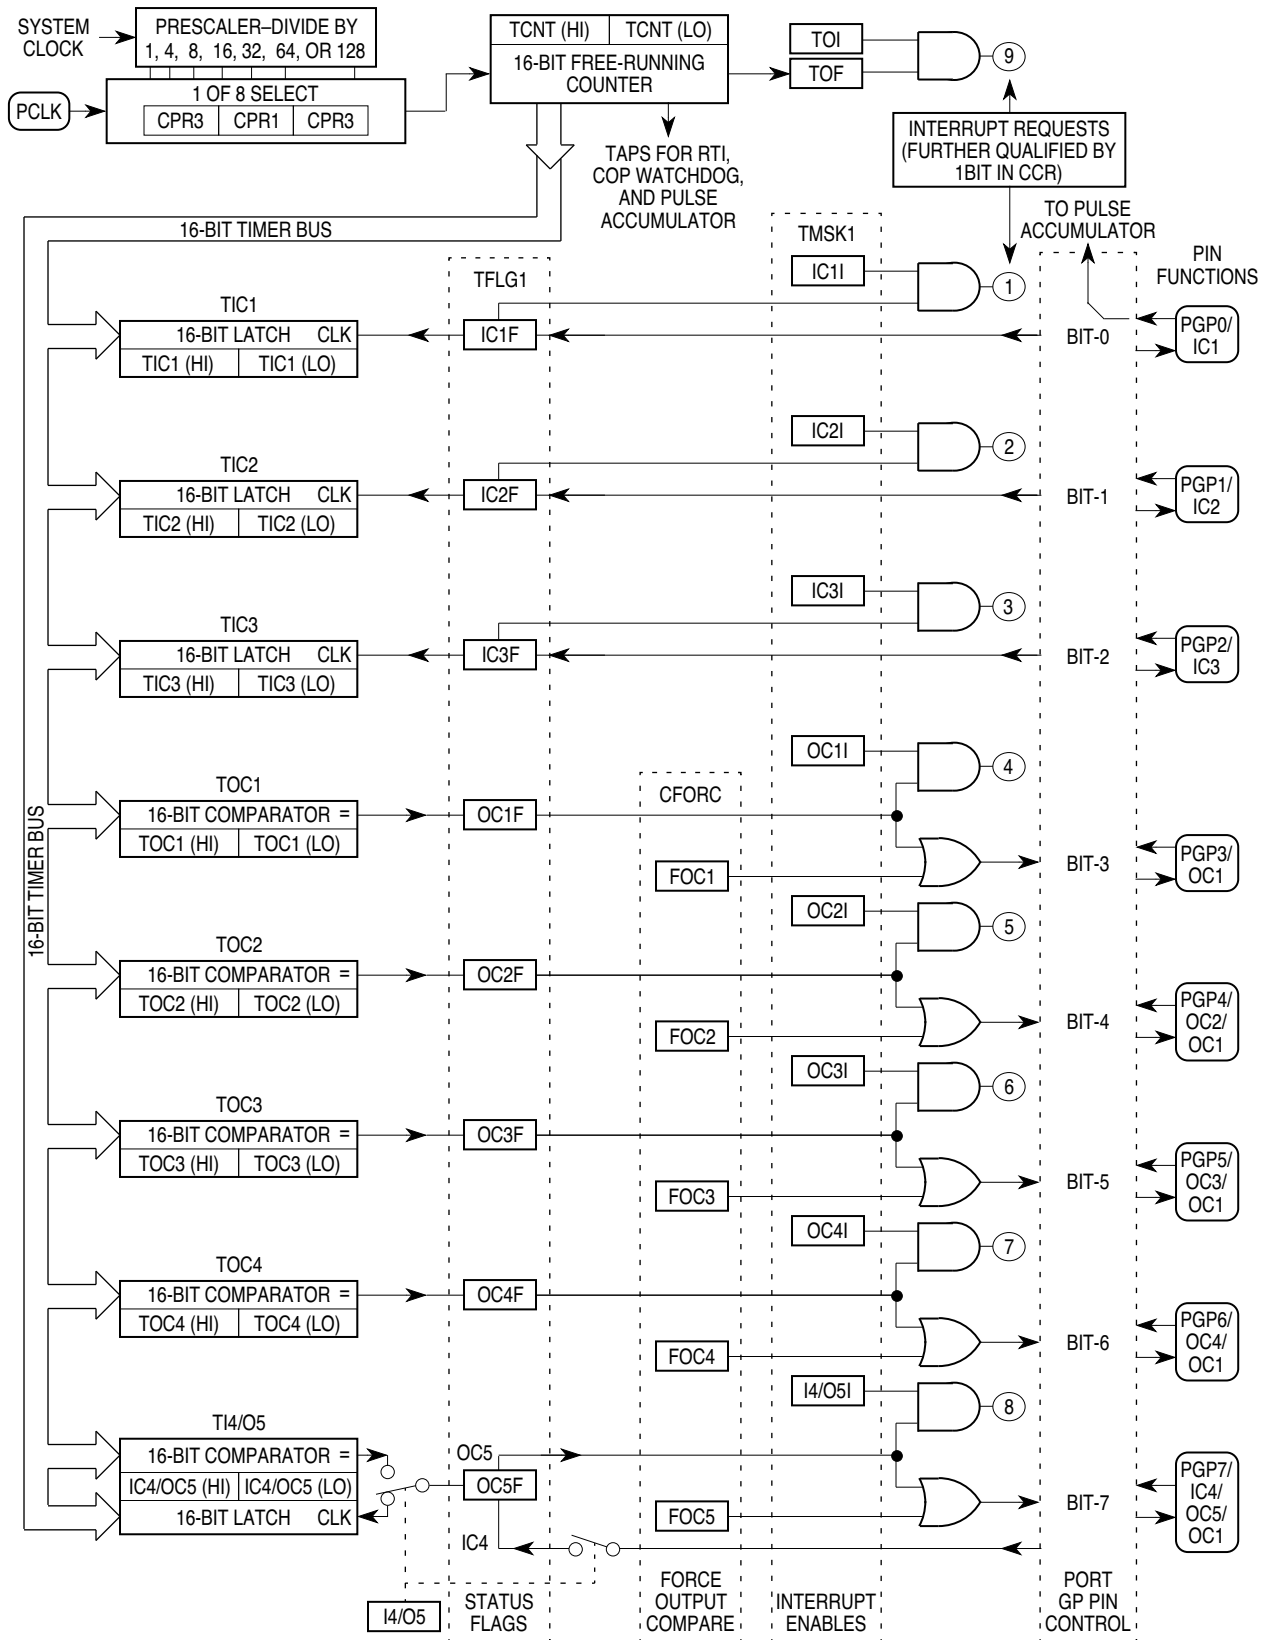 SYSTEM
CLOCK
PRESCALER–DIVIDE BY
1, 4, 8, 16, 32, 64, OR 128
PCLK
1 OF 8 SELECT
CPR3 CPR1 CPR3
TCNT (HI) TCNT (LO)
16-BIT FREE-RUNNING
COUNTER
TAPS FOR RTI,
COP WATCHDOG,
AND PULSE
ACCUMULATOR
TOI
TOF
9
INTERRUPT REQUESTS
(FURTHER QUALIFIED BY
1BIT IN CCR)
TO PULSE
ACCUMULATOR
PIN
FUNCTIONS
16-BIT TIMER BUS
16-BIT TIMER BUS
TFLG1
TMSK1
CFORC
TIC1
16-BIT LATCH CLK
TIC1 (HI) TIC1 (LO)
IC1F
IC1I
1
BIT-0
PGP0/
IC1
TIC2
16-BIT LATCH CLK
TIC2 (HI) TIC2 (LO)
IC2F
IC2I
2
BIT-1
PGP1/
IC2
TIC3
16-BIT LATCH CLK
TIC3 (HI) TIC3 (LO)
IC3F
IC3I
3
BIT-2
PGP2/
IC3
TOC1
16-BIT COMPARATOR =
TOC1 (HI) TOC1 (LO)
OC1F
FOC1
OC1I
4
BIT-3
PGP3/
OC1
TOC2
16-BIT COMPARATOR =
TOC2 (HI) TOC2 (LO)
OC2F
FOC2
OC2I
5
BIT-4
PGP4/
OC2/
OC1
TOC3
16-BIT COMPARATOR =
TOC3 (HI) TOC3 (LO)
OC3F
FOC3
OC3I
6
BIT-5
PGP5/
OC3/
OC1
TOC4
16-BIT COMPARATOR =
TOC4 (HI) TOC4 (LO)
OC4F
FOC4
OC4I
7
BIT-6
PGP6/
OC4/
OC1
TI4/O5
16-BIT COMPARATOR =
IC4/OC5 (HI) IC4/OC5 (LO)
16-BIT LATCH CLK
OC5
OC5F
IC4
FOC5
I4/O5I
8
BIT-7
PGP7/
IC4/
OC5/
OC1
I4/O5
STATUS
FLAGS
FORCE
OUTPUT
COMPARE
INTERRUPT
ENABLES
PORT
GP PIN
CONTROL